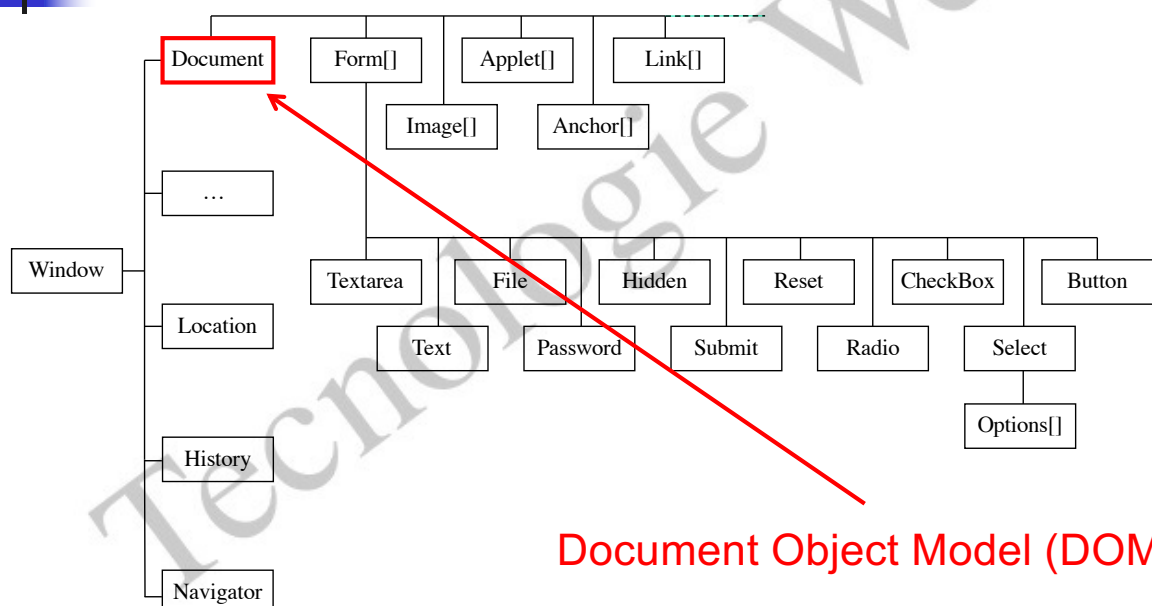 Document
Form[]
Applet[]
Link[]
Image[]
Anchor[]
…
Window
Textarea
File
Hidden
Reset
CheckBox
Button
Location
Text
Password
Submit
Radio
Select
Options[]
History
Document Object Model (DOM
Navigator
Tecnologie W